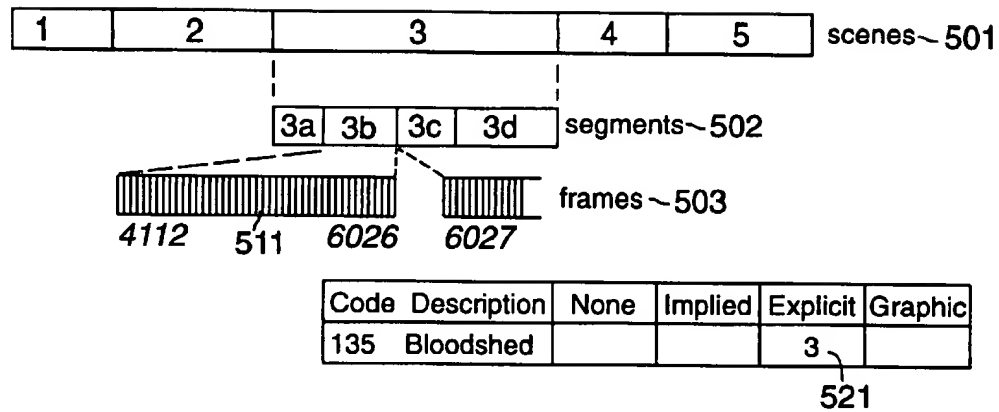 1 2 3 4 5 scenes 501
3a 3b 3c 3d segments 502
frames 503
4112 511 6026 6027
Code Description None Implied Explicit Graphic
135 Bloodshed 3
521